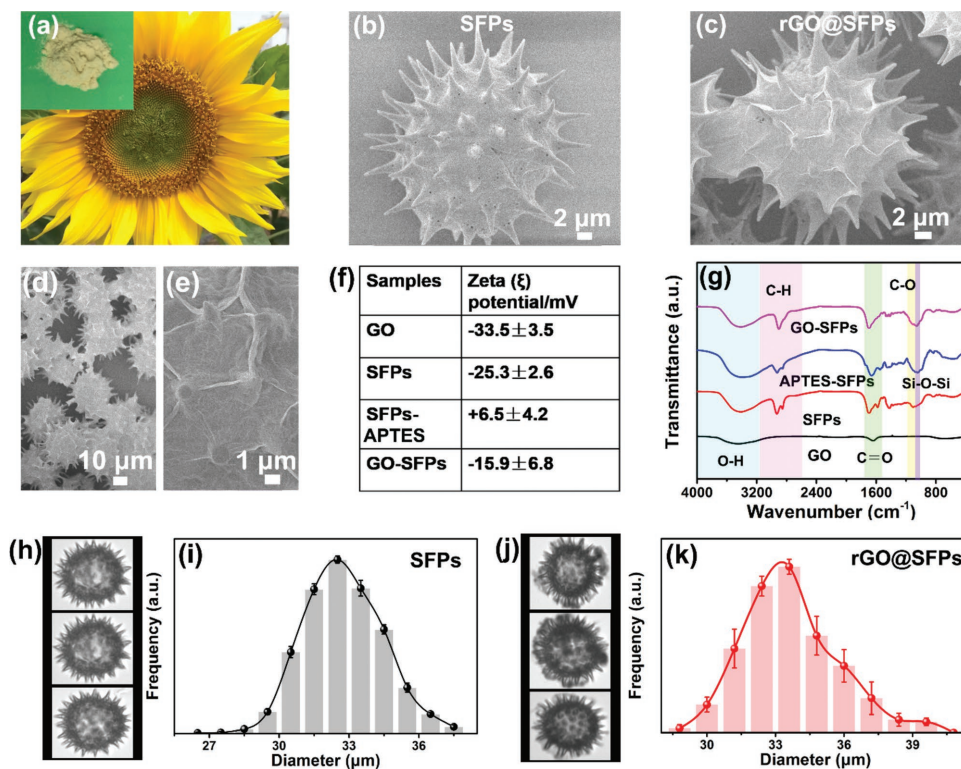 (a)
(b)
SFPs
2 µm
(c)
rGO@SFPs
2 µm
(d)
10 µm
(e)
1 µm
(f)
Samples
Zeta (ξ)
potential/mV
GO
-33.5±3.5
SFPs
-25.3±2.6
SFPs-
APTES
+6.5±4.2
GO-SFPs
-15.9±6.8
(g)
C-H
C-O
GO-SFPs
APTES-SFPs
Si-O-Si
SFPs
GO
O-H
C=O
Transmittance (a.u.)
4000 3200 2400 1600 800
Wavenumber (cm-1)
(h)
(i)
SFPs
Frequency (a.u.)
27 30 33 36
Diameter (µm)
(j)
(k)
rGO@SFPs
Frequency (a.u.)
30 33 36 39
Diameter (µm)